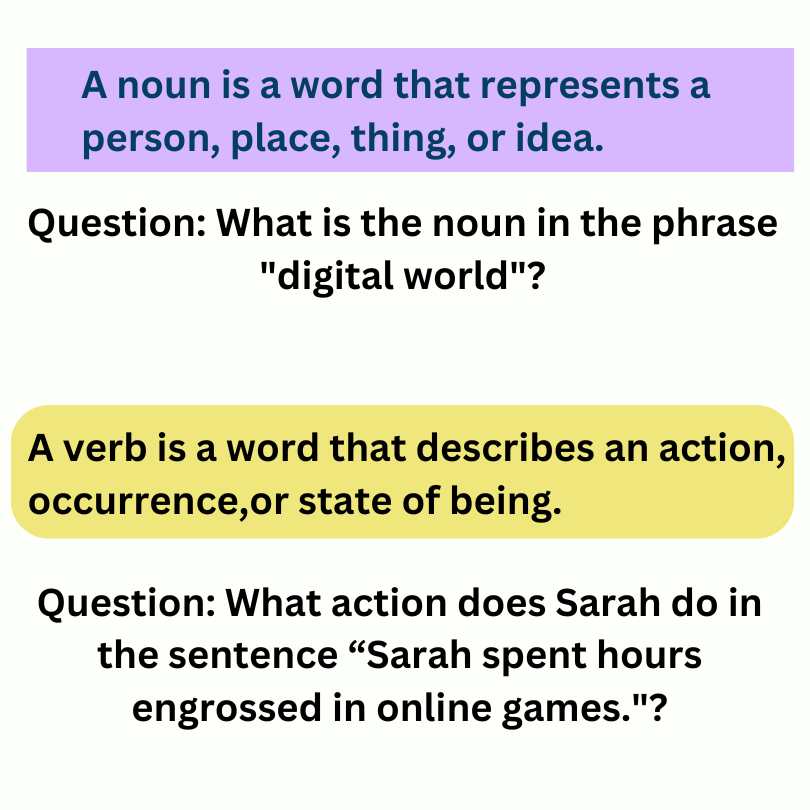 A noun is a word that represents a
person, place, thing, or idea.
Question: What is the noun in the phrase
"digital world"?
A verb is a word that describes an action,
occurrence,or state of being.
Question: What action does Sarah do in
the sentence “Sarah spent hours
engrossed in online games."?